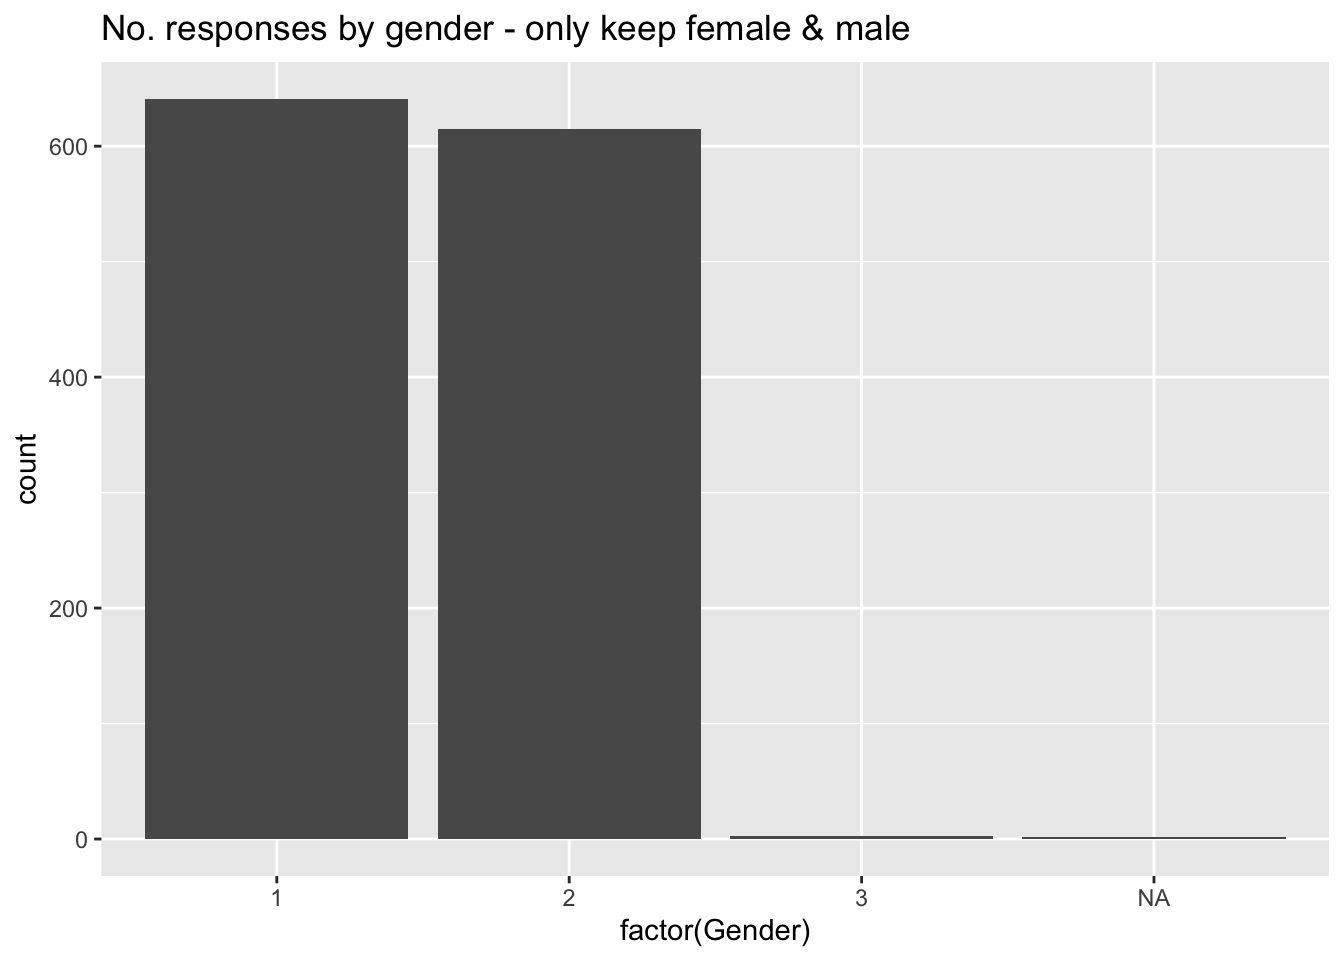 No. responses by gender - only keep female & male
count
600
400
200
0
1 2 3 NA
factor(Gender)